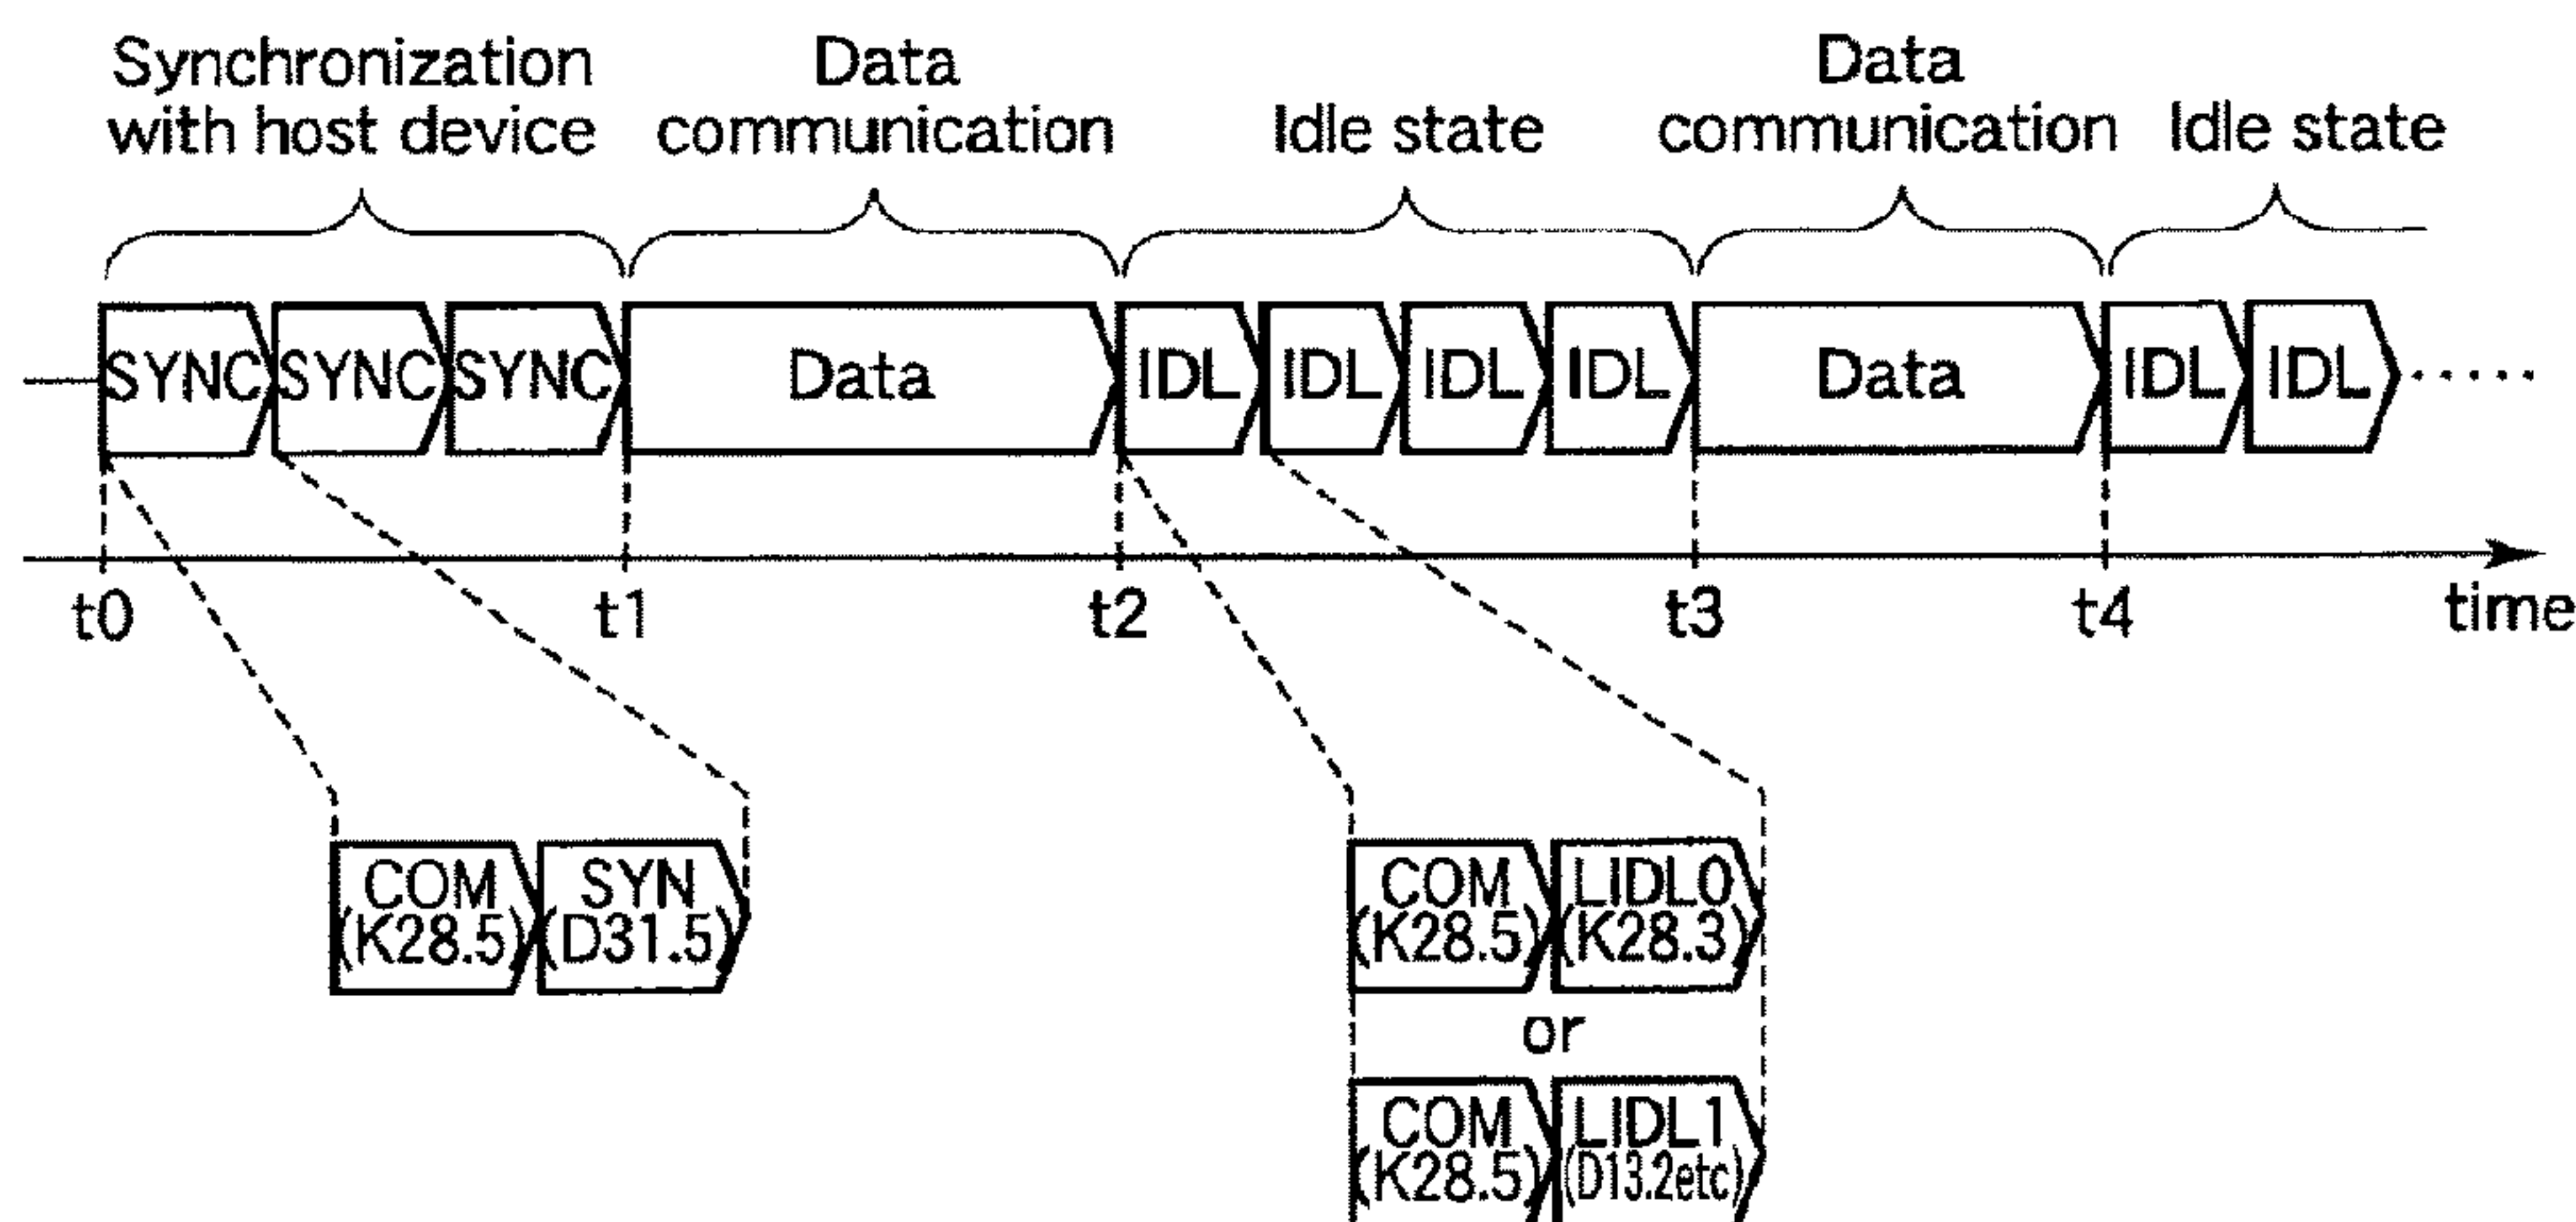 Synchronization
with host device
Data
communication
Idle state
Data
communication
Idle state
SYNC
SYNC
SYNC
Data
IDL
IDL
IDL
IDL
Data
IDL
IDL
t0
t1
t2
t3
t4
time
COM
(K28.5)
SYN
(D31.5)
COM
(K28.5)
LIDL0
(K28.3)
or
COM
(K28.5)
LIDL1
(D13.2etc)